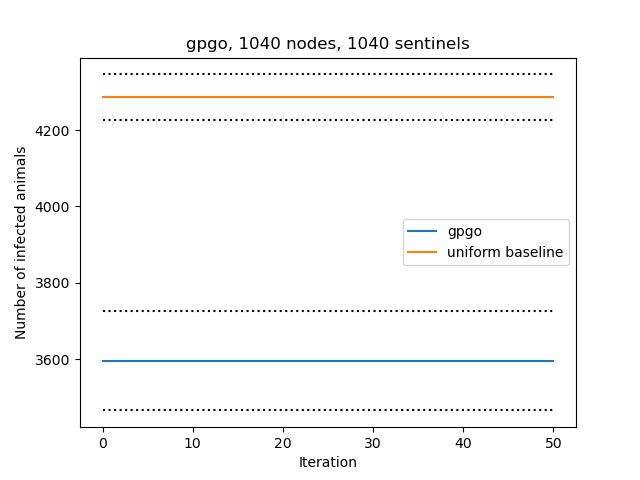 gpgo, 1040 nodes, 1040 sentinels
Number of infected animals
4200
4000
3800
3600
gpgo
uniform baseline
0 10 20 30 40 50
Iteration